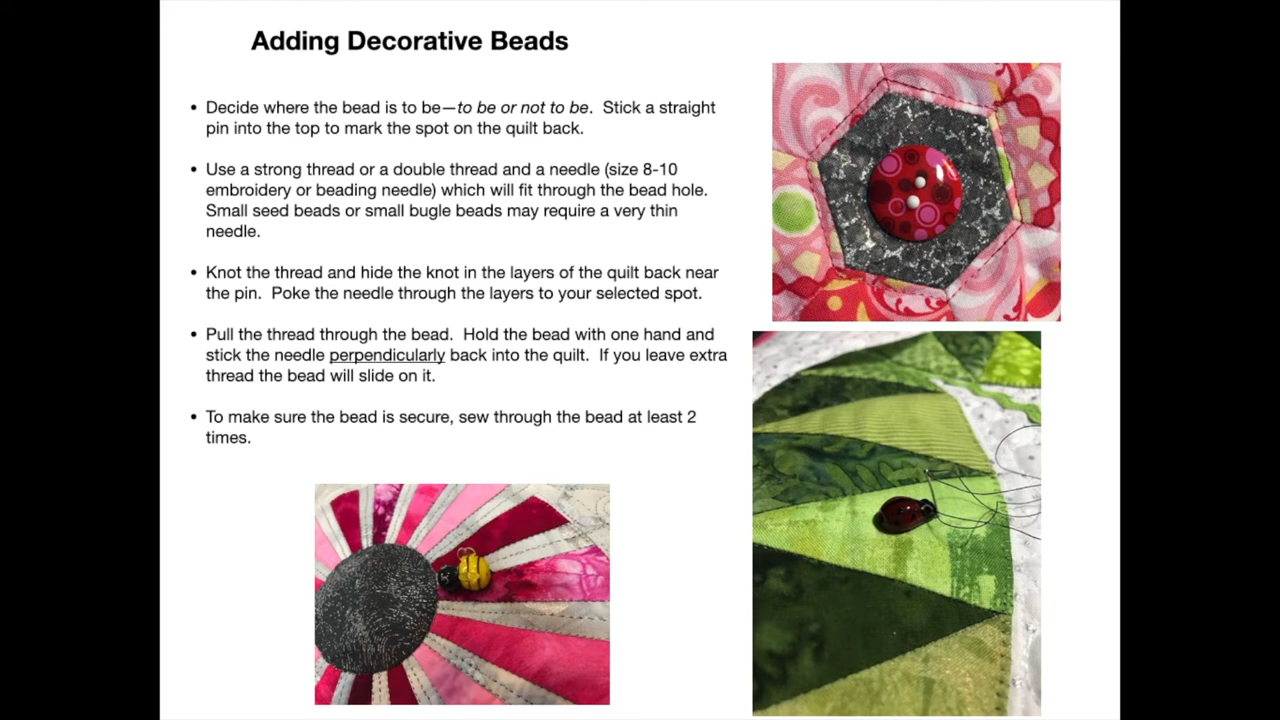 Adding Decorative Beads
• Decide where the bead is to be—to be or not to be.  Stick a straight
pin into the top to mark the spot on the quilt back.
• Use a strong thread or a double thread and a needle (size 8-10
embroidery or beading needle) which will fit through the bead hole.
Small seed beads or small bugle beads may require a very thin
needle.
• Knot the thread and hide the knot in the layers of the quilt back near
the pin.  Poke the needle through the layers to your selected spot.
• Pull the thread through the bead.  Hold the bead with one hand and
stick the needle perpendicularly back into the quilt.  If you leave extra
thread the bead will slide on it.
• To make sure the bead is secure, sew through the bead at least 2
times.